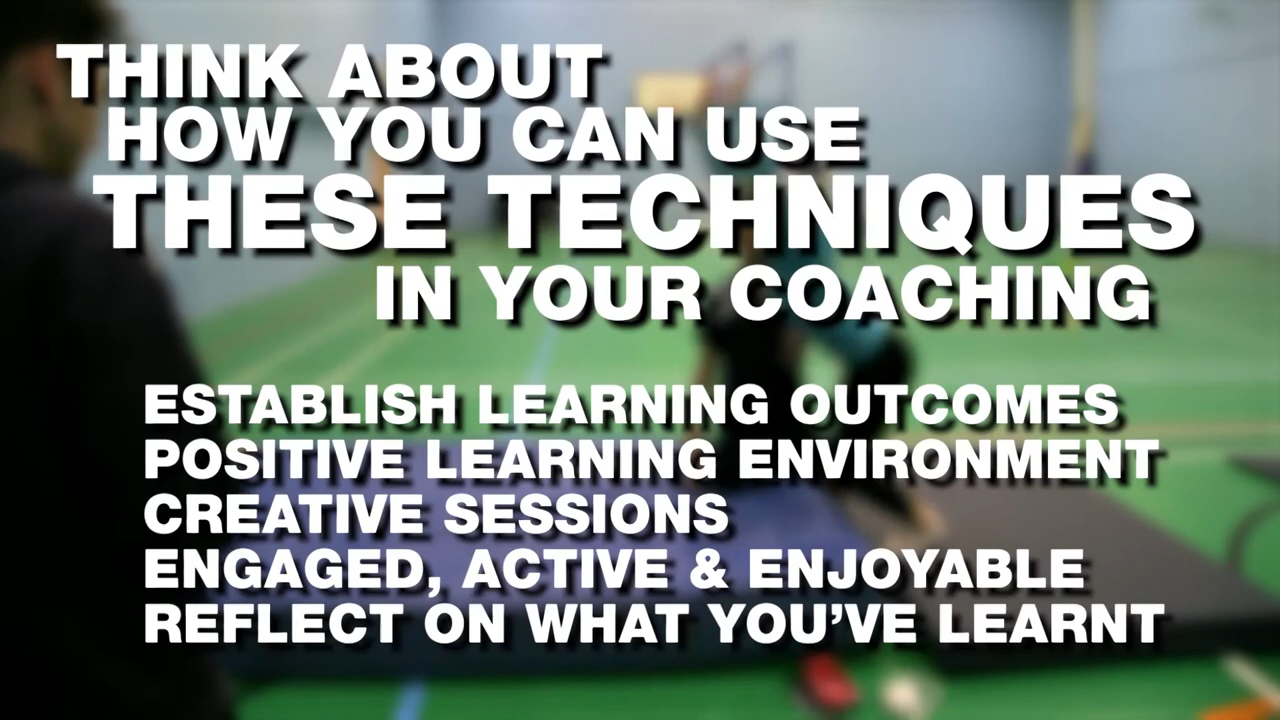 THINK ABOUT
HOW YOU CAN USE
THESE TECHNIQUES
IN YOUR COACHING
ESTABLISH LEARNING OUTCOMES
POSITIVE LEARNING ENVIRONMENT
CREATIVE SESSIONS
ENGAGED, ACTIVE & ENJOYABLE
REFLECT ON WHAT YOU’VE LEARNT